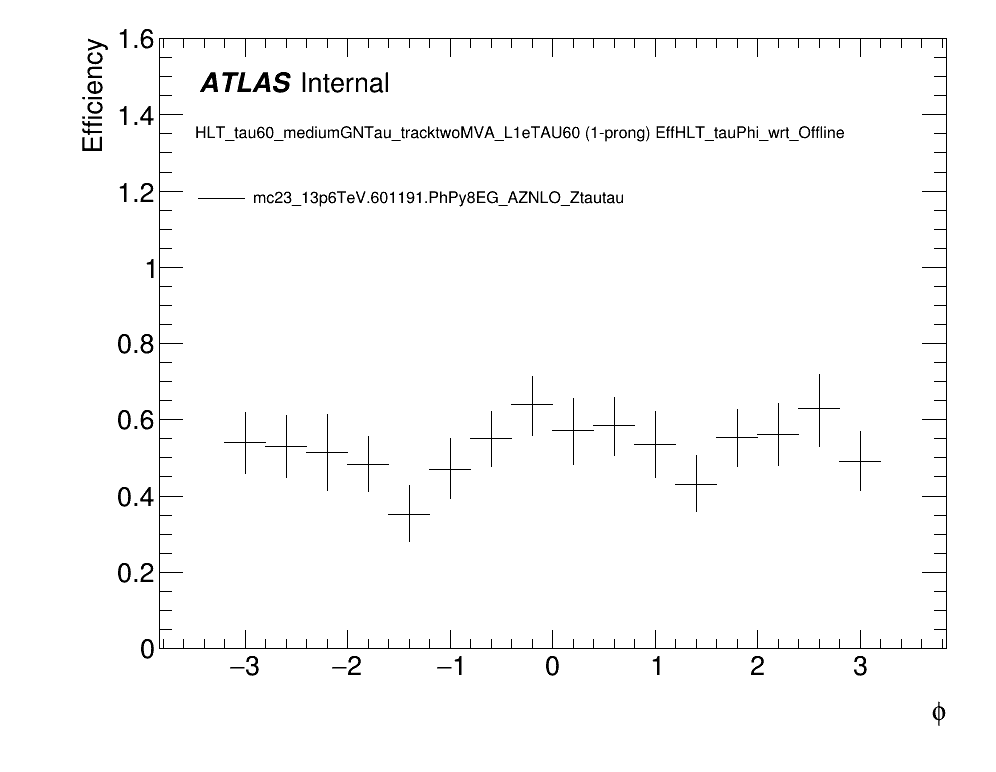 Efficiency
1.6
1.4
1.2
1
0.8
0.6
0.4
0.2
0
ATLAS Internal
HLT_tau60_mediumGNTau_tracktwoMVA_L1eTAU60 (1-prong) EffHLT_tauPhi_wrt_Offline
mc23_13p6TeV.601191.PhPy8EG_AZNLO_Ztautau
−3 −2 −1 0 1 2 3
ϕ